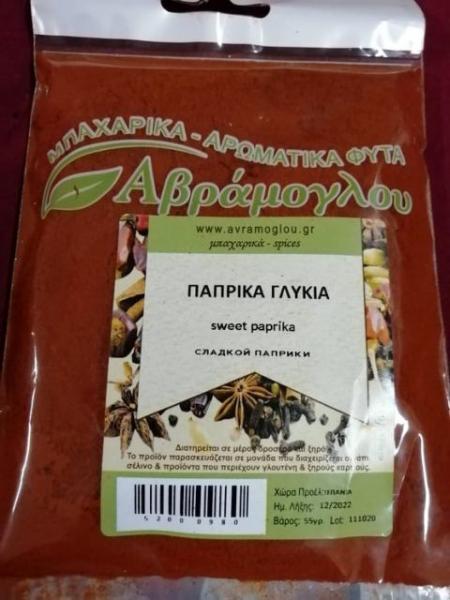 ΜΠΑΧΑΡΙΚΑ - ΑΡΩΜΑΤΙΚΑ ΦΥΤΑ
Αβράμογλου
www.avramoglou.gr
μπαχαρικά - spices
ΠΑΠΡΙΚΑ ΓΛΥΚΙΑ
sweet paprika
СЛАДКОЙ ПАПРИКИ
Διατηρείται σε μέρος δροσερό και ξηρό
Το προϊόν παρασκευάζεται σε μονάδα που διαχειρίζεται
σέλινο & προϊόντα που περιέχουν γλουτένη & ξηρούς καρπούς.
Χώρα
Ημ. Λήξης: 12/2022
Βάρος: 55γρ. Lot: 111020
52000980